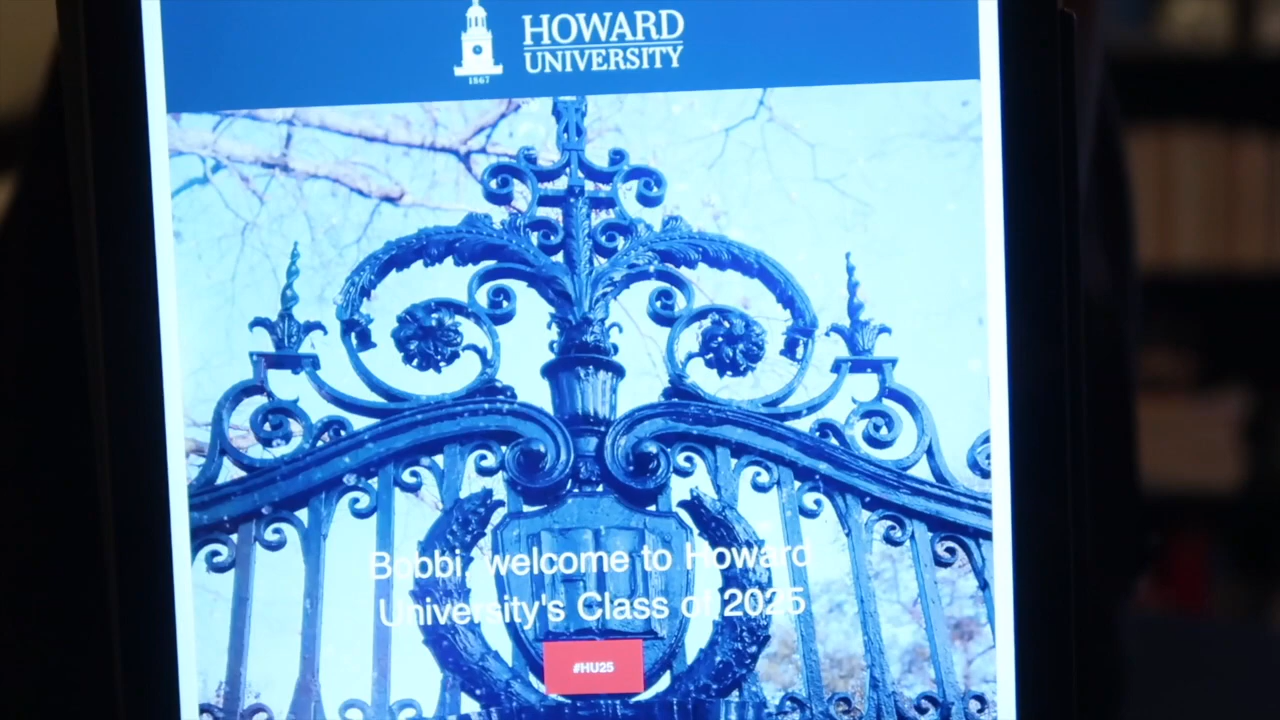 HOWARD
UNIVERSITY
1867
Bobbi, welcome to Howard
University's Class of 2025
#HU25